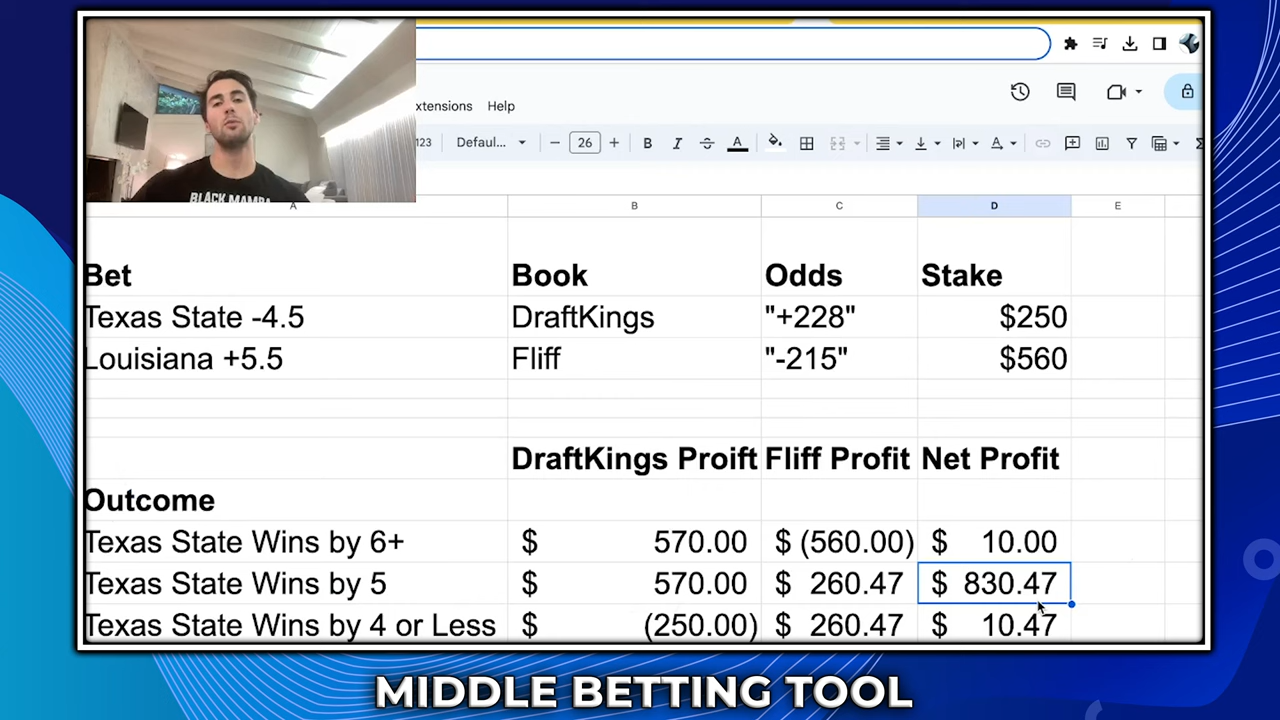 extensions Help
123 Defaul... 26 B I A
BLACK MAMBA
A B C D E
Bet Book Odds Stake
Texas State -4.5 DraftKings "+228" $250
Louisiana +5.5 Fliff "-215" $560
DraftKings Proift Fliff Profit Net Profit
Outcome
Texas State Wins by 6+ $ 570.00 $ (560.00) $ 10.00
Texas State Wins by 5 $ 570.00 $ 260.47 $ 830.47
Texas State Wins by 4 or Less $ (250.00) $ 260.47 $ 10.47
MIDDLE BETTING TOOL